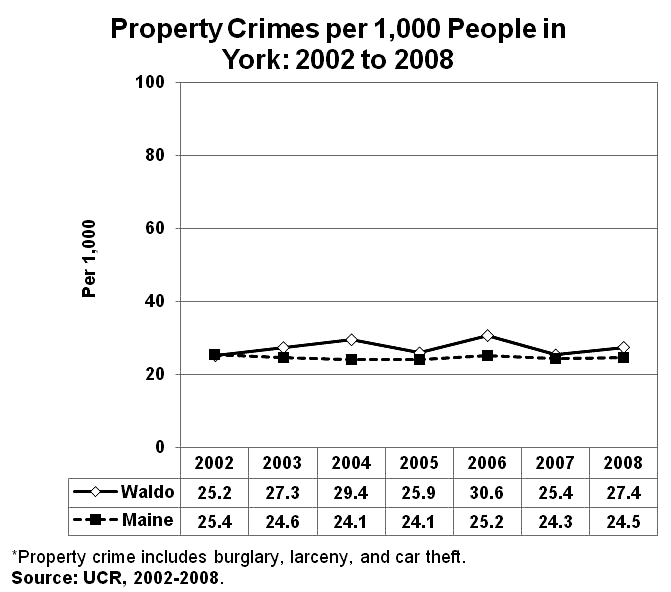 Property Crimes per 1,000 People in
York: 2002 to 2008
100
80
60
40
20
0
Per 1,000
2002 2003 2004 2005 2006 2007 2008
Waldo 25.2 27.3 29.4 25.9 30.6 25.4 27.4
Maine 25.4 24.6 24.1 24.1 25.2 24.3 24.5
*Property crime includes burglary, larceny, and car theft.
Source: UCR, 2002-2008.